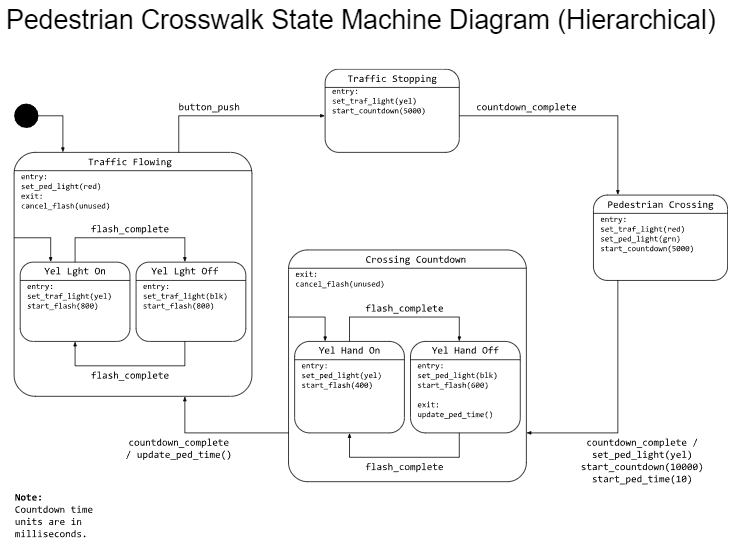 Pedestrian Crosswalk State Machine Diagram (Hierarchical)
Traffic Stopping
entry:
set_traf_light(yel)
start_countdown(5000)
button_push
countdown_complete
Traffic Flowing
entry:
set_ped_light(red)
exit:
cancel_flash(unused)
flash_complete
Yel Lght On
entry:
set_traf_light(yel)
start_flash(800)
Yel Lght Off
entry:
set_traf_light(blk)
start_flash(800)
flash_complete
Pedestrian Crossing
entry:
set_traf_light(red)
set_ped_light(grn)
start_countdown(5000)
Crossing Countdown
exit:
cancel_flash(unused)
flash_complete
Yel Hand On
entry:
set_ped_light(yel)
start_flash(400)
Yel Hand Off
entry:
set_ped_light(blk)
start_flash(600)
exit:
update_ped_time()
flash_complete
countdown_complete
/ update_ped_time()
countdown_complete /
set_ped_light(yel)
start_countdown(10000)
start_ped_time(10)
Note:
Countdown time
units are in
milliseconds.